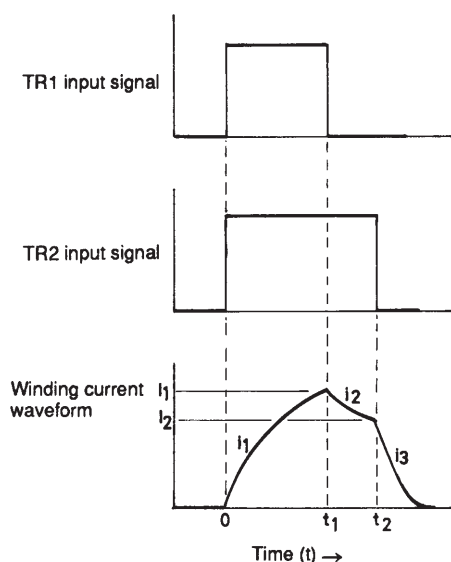 TR1 input signal
TR2 input signal
Winding current
waveform
I1
I2
i1
i2
i3
0
t1
t2
Time (t) →